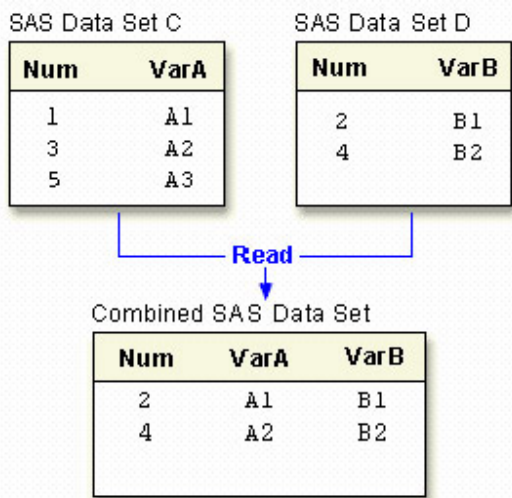 SAS Data Set C
Num VarA
1 A1
3 A2
5 A3
SAS Data Set D
Num VarB
2 B1
4 B2
Read
Combined SAS Data Set
Num VarA VarB
2 A1 B1
4 A2 B2